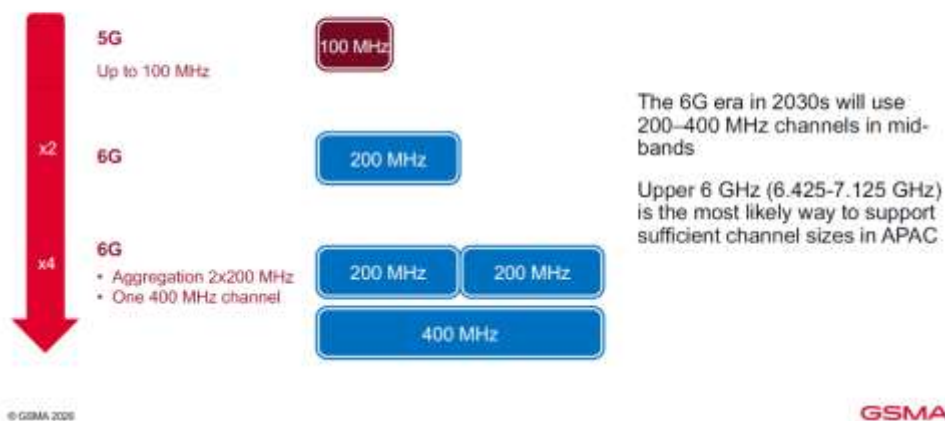 5G
Up to 100 MHz
100 MHz
x2
6G
200 MHz
The 6G era in 2030s will use
200–400 MHz channels in mid-
bands
Upper 6 GHz (6.425-7.125 GHz)
is the most likely way to support
sufficient channel sizes in APAC
x4
6G
• Aggregation 2x200 MHz
• One 400 MHz channel
200 MHz
200 MHz
400 MHz
© GSMA 2026
GSMA